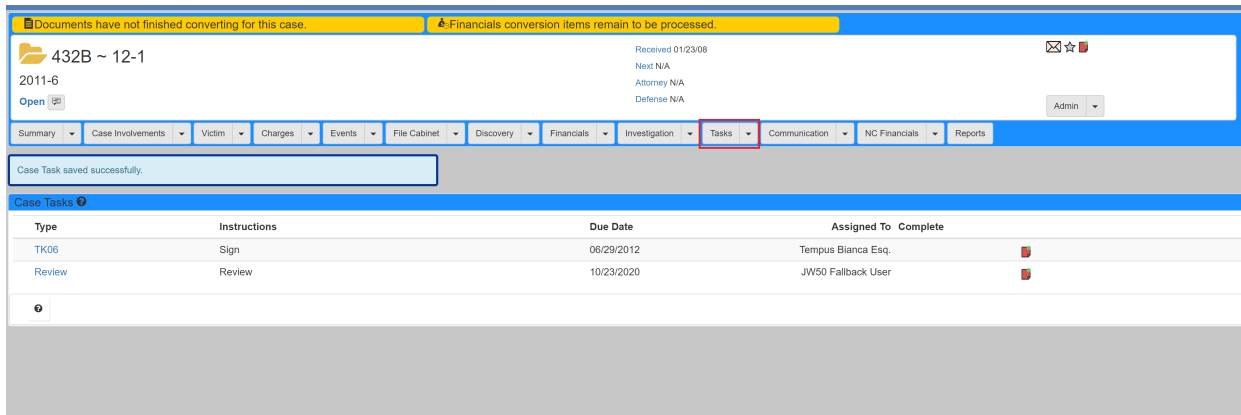 Documents have not finished converting for this case. Financials conversion items remain to be processed.
432B ~ 12-1
2011-6
Open
Received 01/23/08
Next N/A
Attorney N/A
Defense N/A
Admin
Summary Case Involvements Victim Charges Events File Cabinet Discovery Financials Investigation Tasks Communication NC Financials Reports
Case Task saved successfully.
Case Tasks
Type Instructions Due Date Assigned To Complete
TK06 Sign 06/29/2012 Tempus Bianca Esq.
Review Review 10/23/2020 JW50 Fallback User